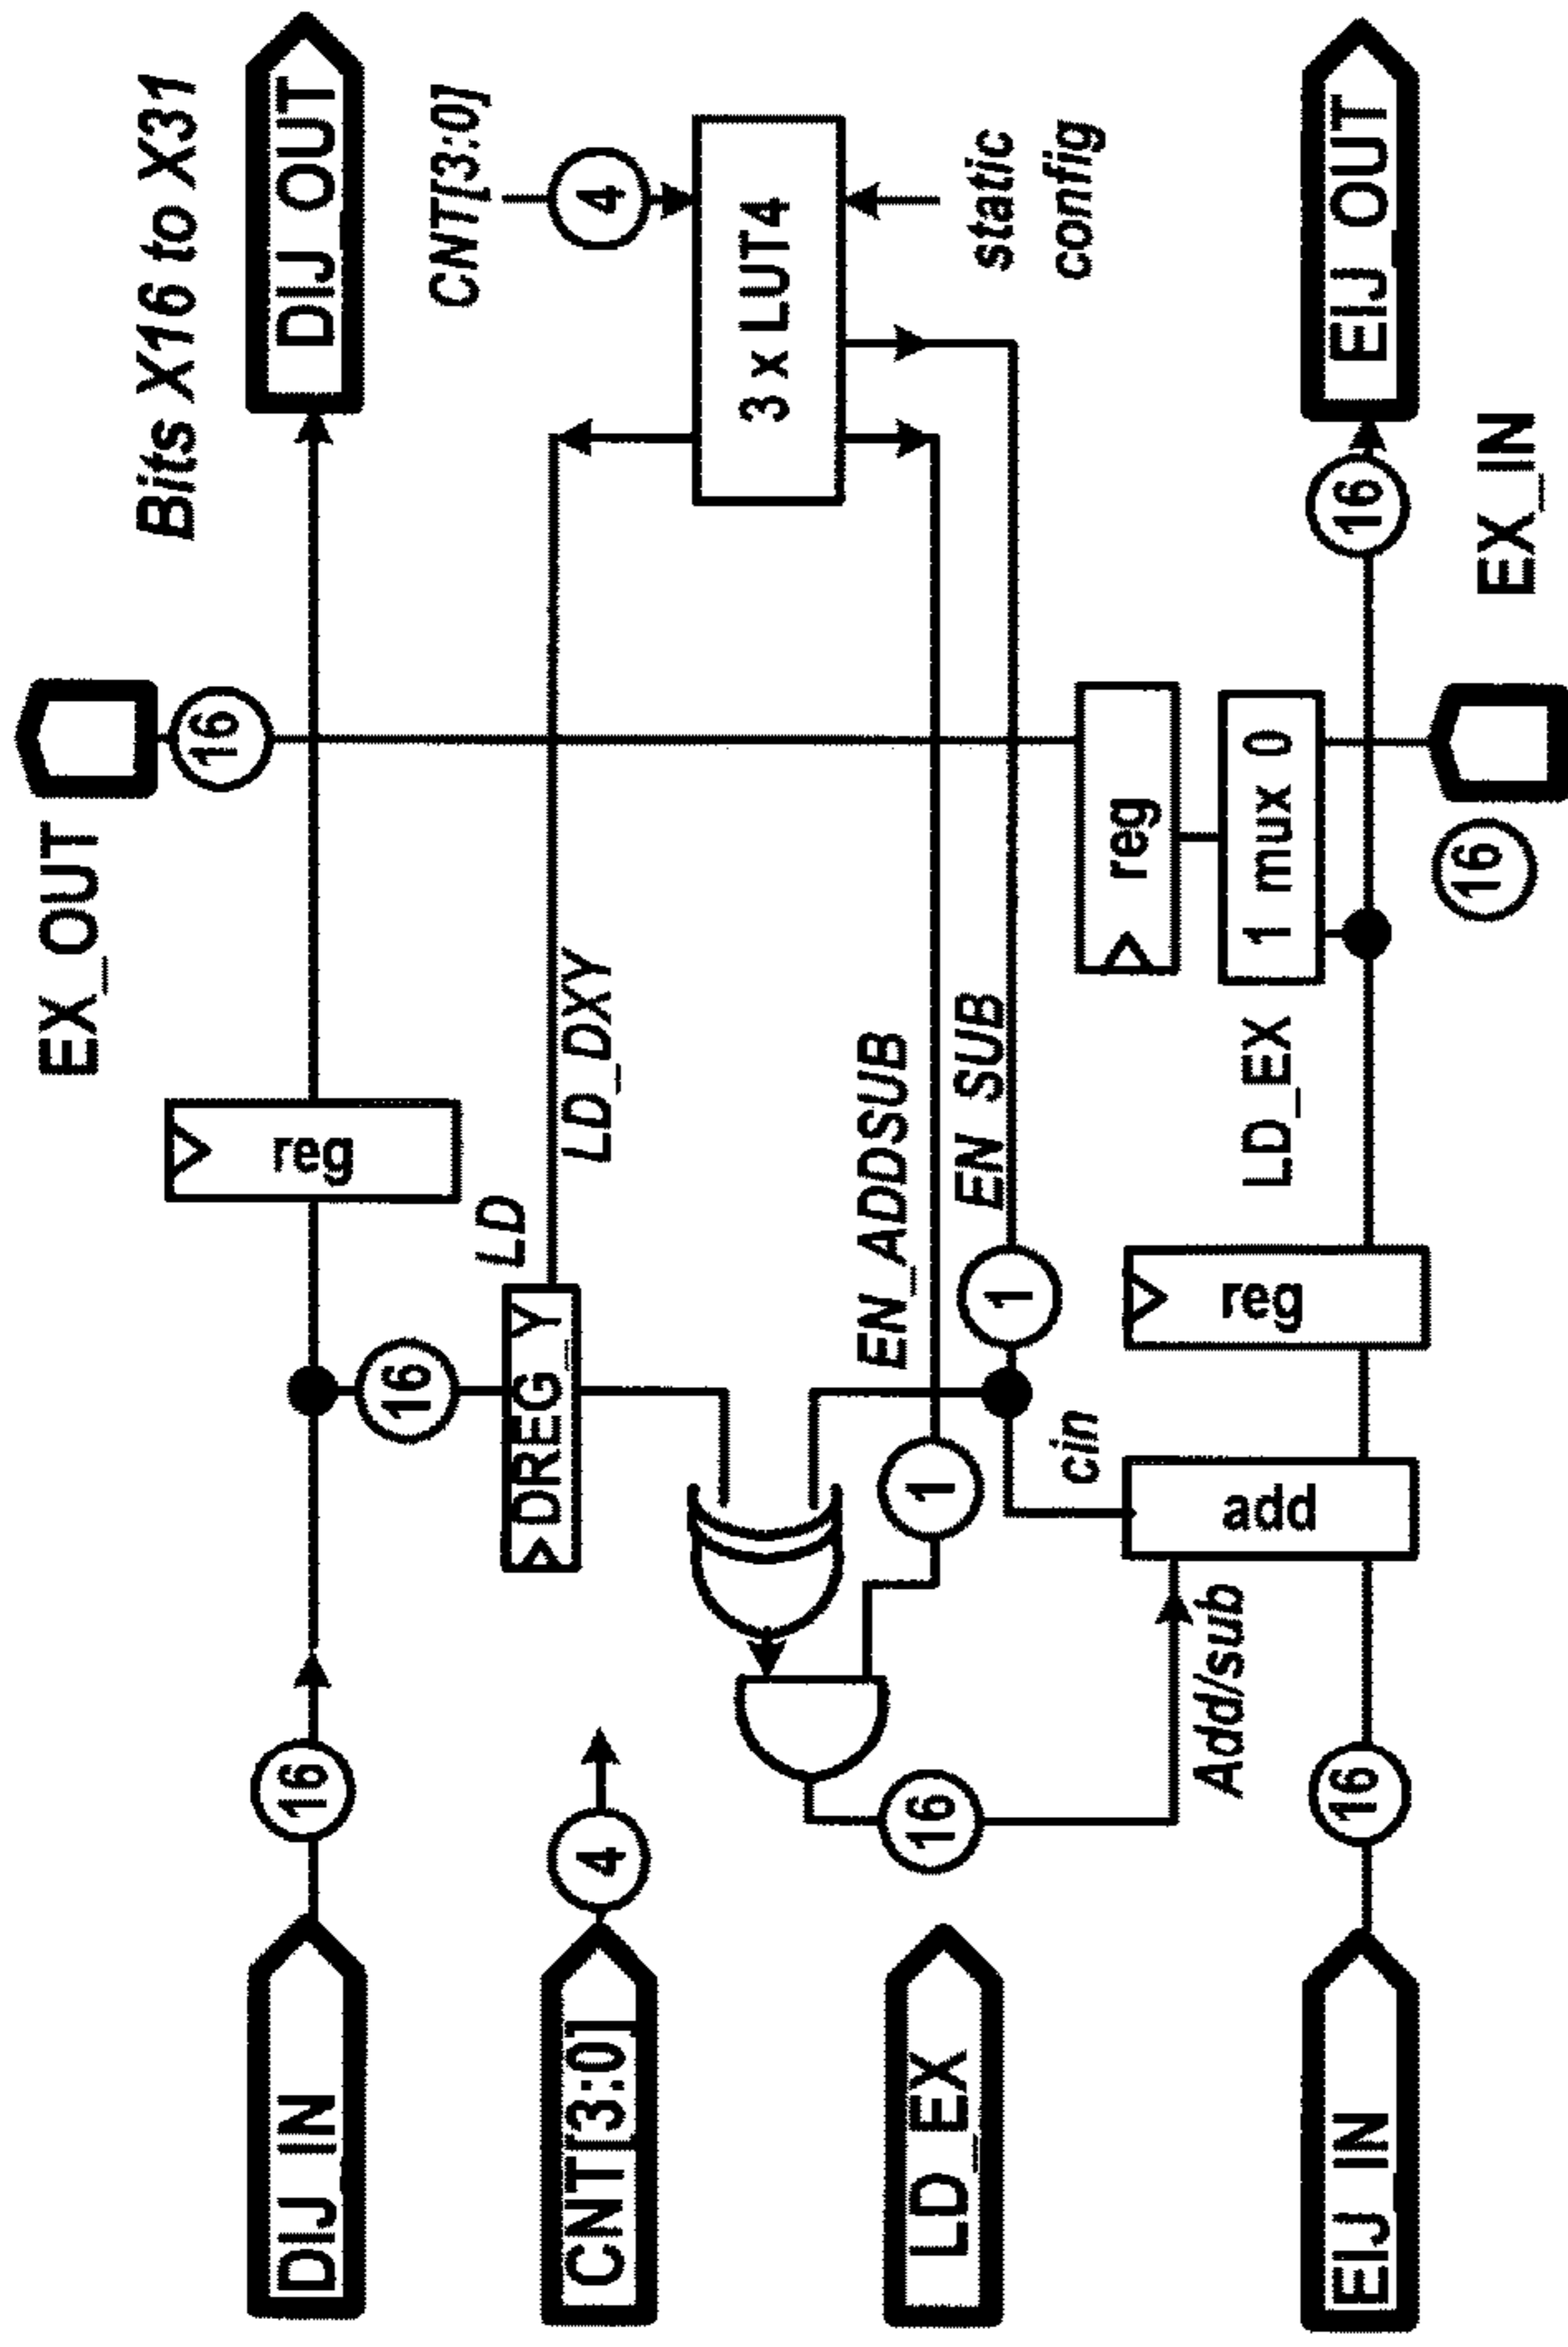 Bits X16 to X31
EX_OUT
16
DIJ_IN
16
reg
DIJ_OUT
16
LD
CNT[3:0]
CNT[3:0]
4
DREG_Y
LD_DXY
4
3 x LUT4
static
config
EN_ADDSUB
1
EN SUB
1
LD_EX
16
cin
reg
Add/sub
LD_EX
1 mux 0
EIJ_IN
16
add
reg
16
EIJ_OUT
16
EX_IN